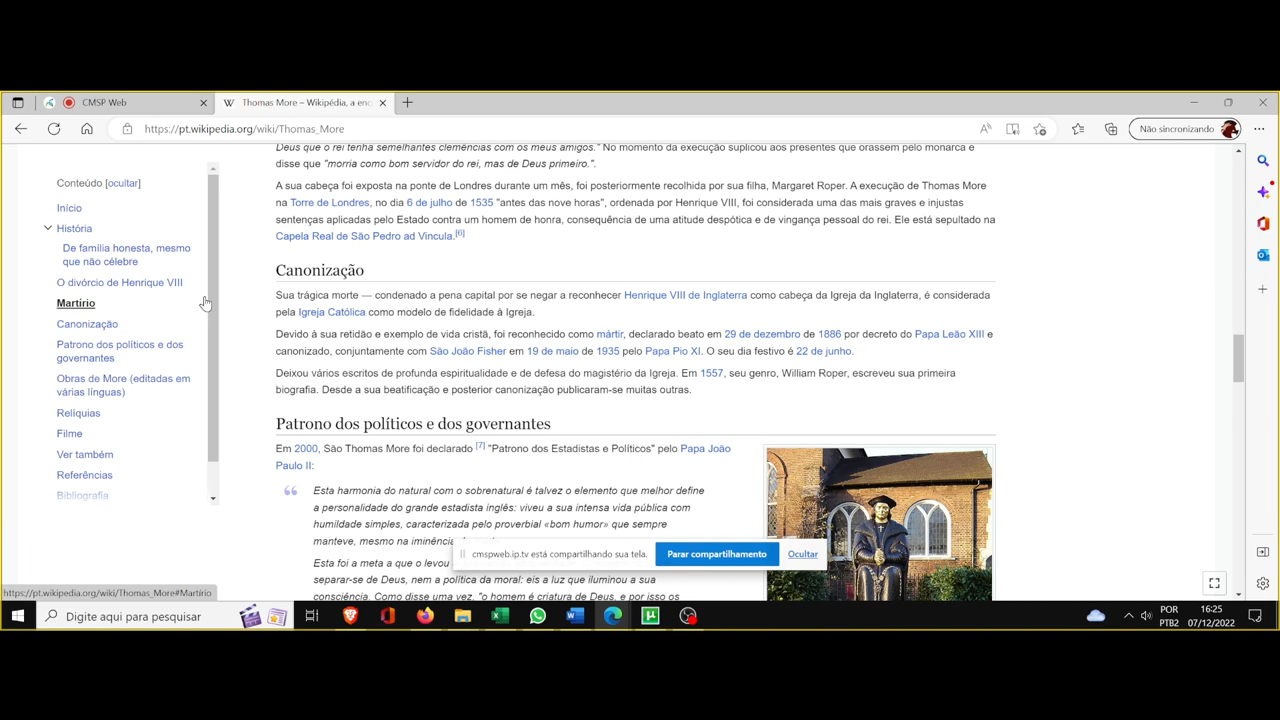 CMSP Web
Thomas More – Wikipédia, a enc
https://pt.wikipedia.org/wiki/Thomas_More
Não sincronizando
Conteúdo [ocultar]
Início
História
De família honesta, mesmo
que não célebre
O divórcio de Henrique VIII
Martírio
Canonização
Patrono dos políticos e dos
governantes
Obras de More (editadas em
várias línguas)
Relíquias
Filme
Ver também
Referências
Bibliografia
Deus que o rei tenha semelhantes clemências com os meus amigos." No momento da execução suplicou aos presentes que orassem pelo monarca e
disse que "morria como bom servidor do rei, mas de Deus primeiro.".
A sua cabeça foi exposta na ponte de Londres durante um mês, foi posteriormente recolhida por sua filha, Margaret Roper. A execução de Thomas More
na Torre de Londres, no dia 6 de julho de 1535 "antes das nove horas", ordenada por Henrique VIII, foi considerada uma das mais graves e injustas
sentenças aplicadas pelo Estado contra um homem de honra, consequência de uma atitude despótica e de vingança pessoal do rei. Ele está sepultado na
Capela Real de São Pedro ad Vincula.[6]
Canonização
Sua trágica morte — condenado a pena capital por se negar a reconhecer Henrique VIII de Inglaterra como cabeça da Igreja da Inglaterra, é considerada
pela Igreja Católica como modelo de fidelidade à Igreja.
Devido à sua retidão e exemplo de vida cristã, foi reconhecido como mártir, declarado beato em 29 de dezembro de 1886 por decreto do Papa Leão XIII e
canonizado, conjuntamente com São João Fisher em 19 de maio de 1935 pelo Papa Pio XI. O seu dia festivo é 22 de junho.
Deixou vários escritos de profunda espiritualidade e de defesa do magistério da Igreja. Em 1557, seu genro, William Roper, escreveu sua primeira
biografia. Desde a sua beatificação e posterior canonização publicaram-se muitas outras.
Patrono dos políticos e dos governantes
Em 2000, São Thomas More foi declarado [7] "Patrono dos Estadistas e Políticos" pelo Papa João
Paulo II:
Esta harmonia do natural com o sobrenatural é talvez o elemento que melhor define
a personalidade do grande estadista inglês: viveu a sua intensa vida pública com
humildade simples, caracterizada pelo proverbial «bom humor» que sempre
manteve, mesmo na iminênc
Esta foi a meta a que o levou
separar-se de Deus, nem a política da moral: eis a luz que iluminou a sua
consciência. Como disse uma vez, "o homem é criatura de Deus, e por isso os
cmspweb.ip.tv está compartilhando sua tela.
Parar compartilhamento
Ocultar
https://pt.wikipedia.org/wiki/Thomas_More#Martírio
Digite aqui para pesquisar
POR
PTB2
16:25
07/12/2022